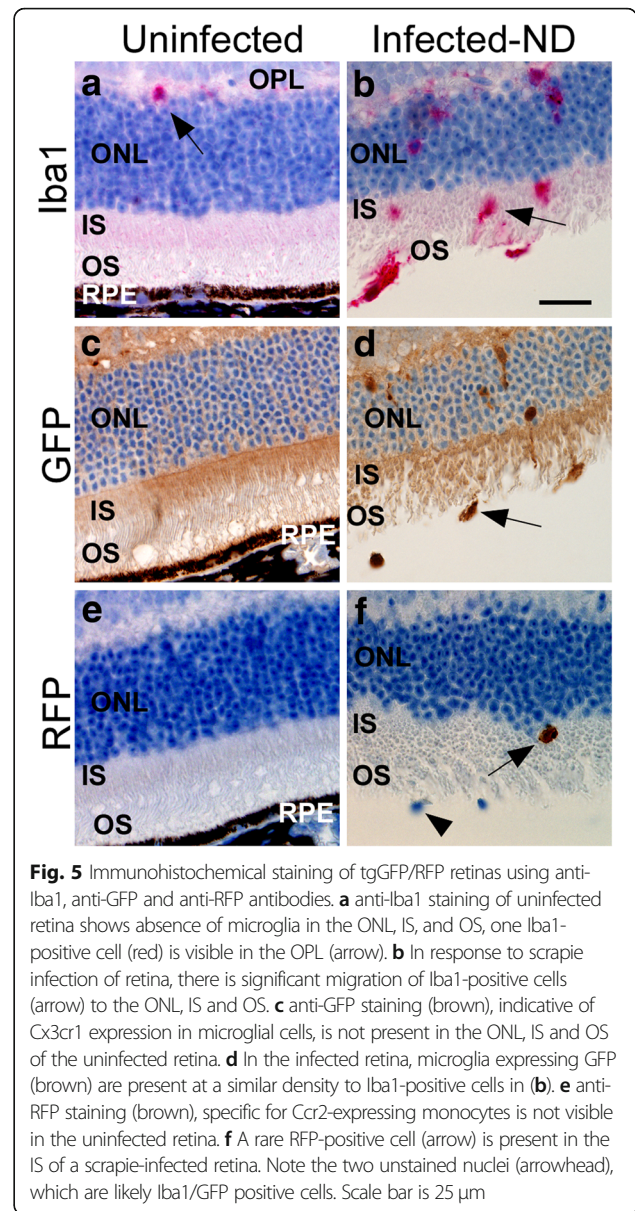 Uninfected Infected-ND
Iba1
a
OPL
ONL
IS
OS
RPE
b
ONL
IS
OS
GFP
c
ONL
IS
OS
RPE
d
ONL
IS
OS
RFP
e
ONL
IS
OS
RPE
f
ONL
IS
OS
Fig. 5 Immunohistochemical staining of tgGFP/RFP retinas using anti-
Iba1, anti-GFP and anti-RFP antibodies. a anti-Iba1 staining of uninfected
retina shows absence of microglia in the ONL, IS, and OS, one Iba1-
positive cell (red) is visible in the OPL (arrow). b In response to scrapie
infection of retina, there is significant migration of Iba1-positive cells
(arrow) to the ONL, IS and OS. c anti-GFP staining (brown), indicative of
Cx3cr1 expression in microglial cells, is not present in the ONL, IS and OS
of the uninfected retina. d In the infected retina, microglia expressing GFP
(brown) are present at a similar density to Iba1-positive cells in (b). e anti-
RFP staining (brown), specific for Ccr2-expressing monocytes is not visible
in the uninfected retina. f A rare RFP-positive cell (arrow) is present in the
IS of a scrapie-infected retina. Note the two unstained nuclei (arrowhead),
which are likely Iba1/GFP positive cells. Scale bar is 25 μm